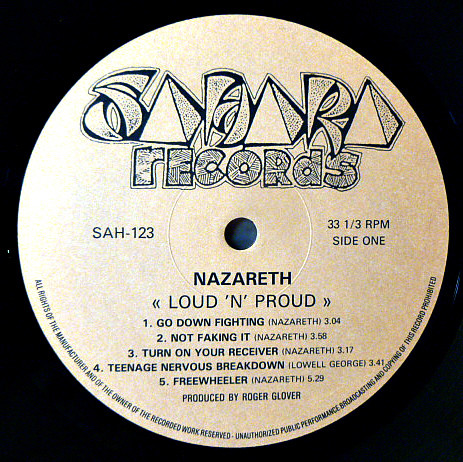 SAHARA
records
SAH-123
33 1/3 RPM
SIDE ONE
NAZARETH
« LOUD 'N' PROUD »
1. GO DOWN FIGHTING (NAZARETH) 3.04
2. NOT FAKING IT (NAZARETH) 3.58
3. TURN ON YOUR RECEIVER (NAZARETH) 3.17
4. TEENAGE NERVOUS BREAKDOWN (LOWELL GEORGE) 3.41
5. FREEWHEELER (NAZARETH) 5.29
PRODUCED BY ROGER GLOVER
ALL RIGHTS OF THE MANUFACTURER AND OF THE OWNER OF THE RECORDED WORK RESERVED - UNAUTHORIZED PUBLIC PERFORMANCE BROADCASTING AND COPYING OF THIS RECORD PROHIBITED